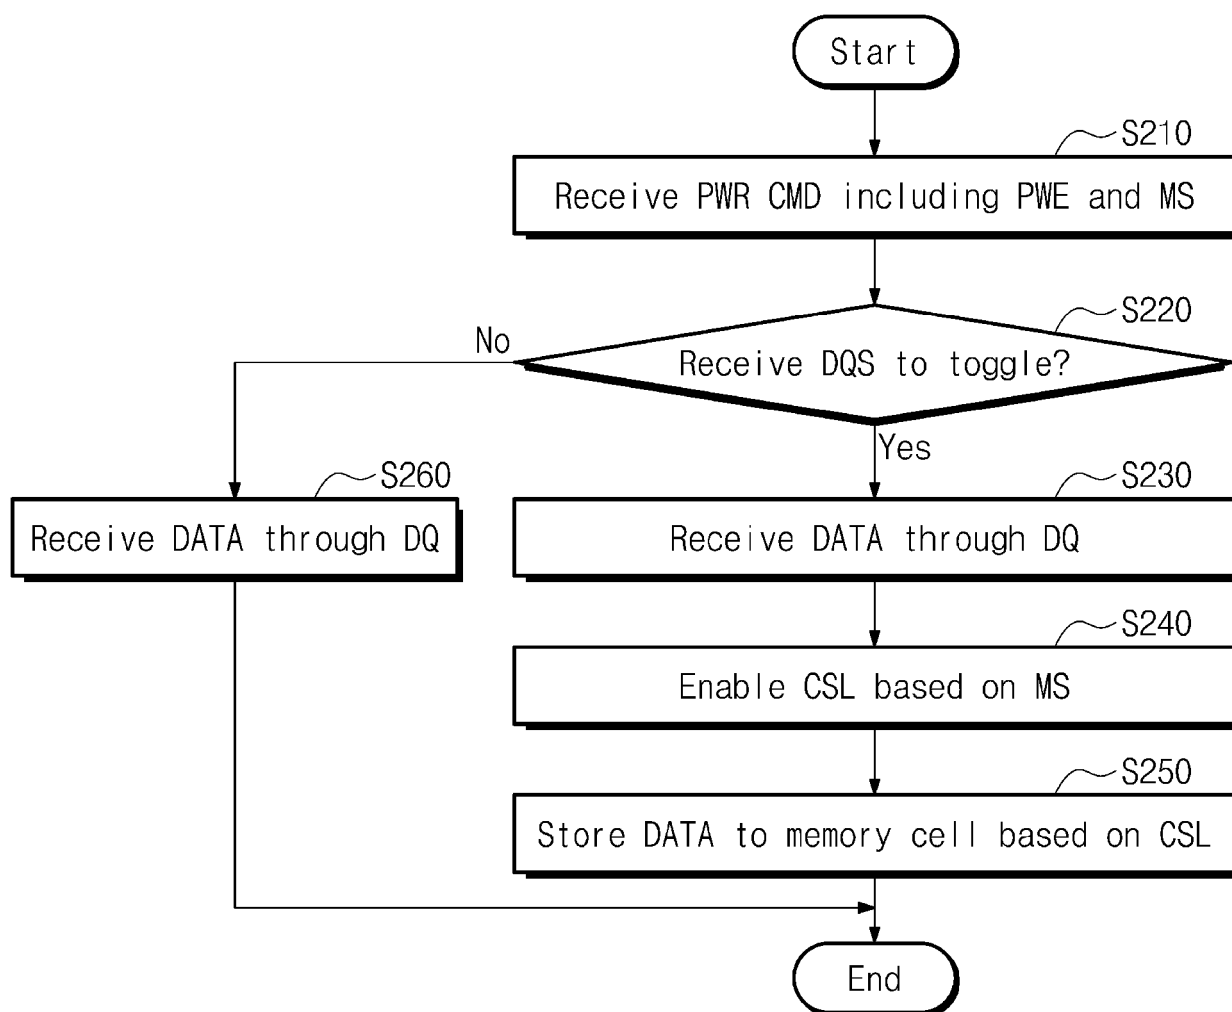 Start
S210
Receive PWR CMD including PWE and MS
S220
Receive DQS to toggle?
No
Yes
S260
Receive DATA through DQ
S230
Receive DATA through DQ
S240
Enable CSL based on MS
S250
Store DATA to memory cell based on CSL
End